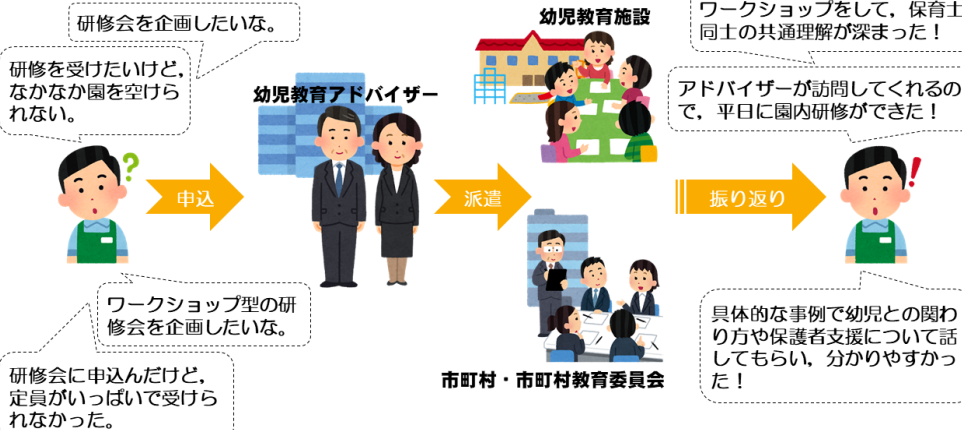 研修会を企画したいな。
研修を受けたいけど,
なかなか園を空けら
れない。
幼児教育アドバイザー
申込
ワークショップ型の研
修会を企画したいな。
研修会に申込んだけど,
定員がいっぱいで受けら
れなかった。
派遣
幼児教育施設
市町村・市町村教育委員会
振り返り
ワークショップをして,保育士
同士の共通理解が深まった！
アドバイザーが訪問してくれるの
で,平日に園内研修ができた！
具体的な事例で幼児との関わ
り方や保護者支援について話
してもらい,分かりやすかっ
た！